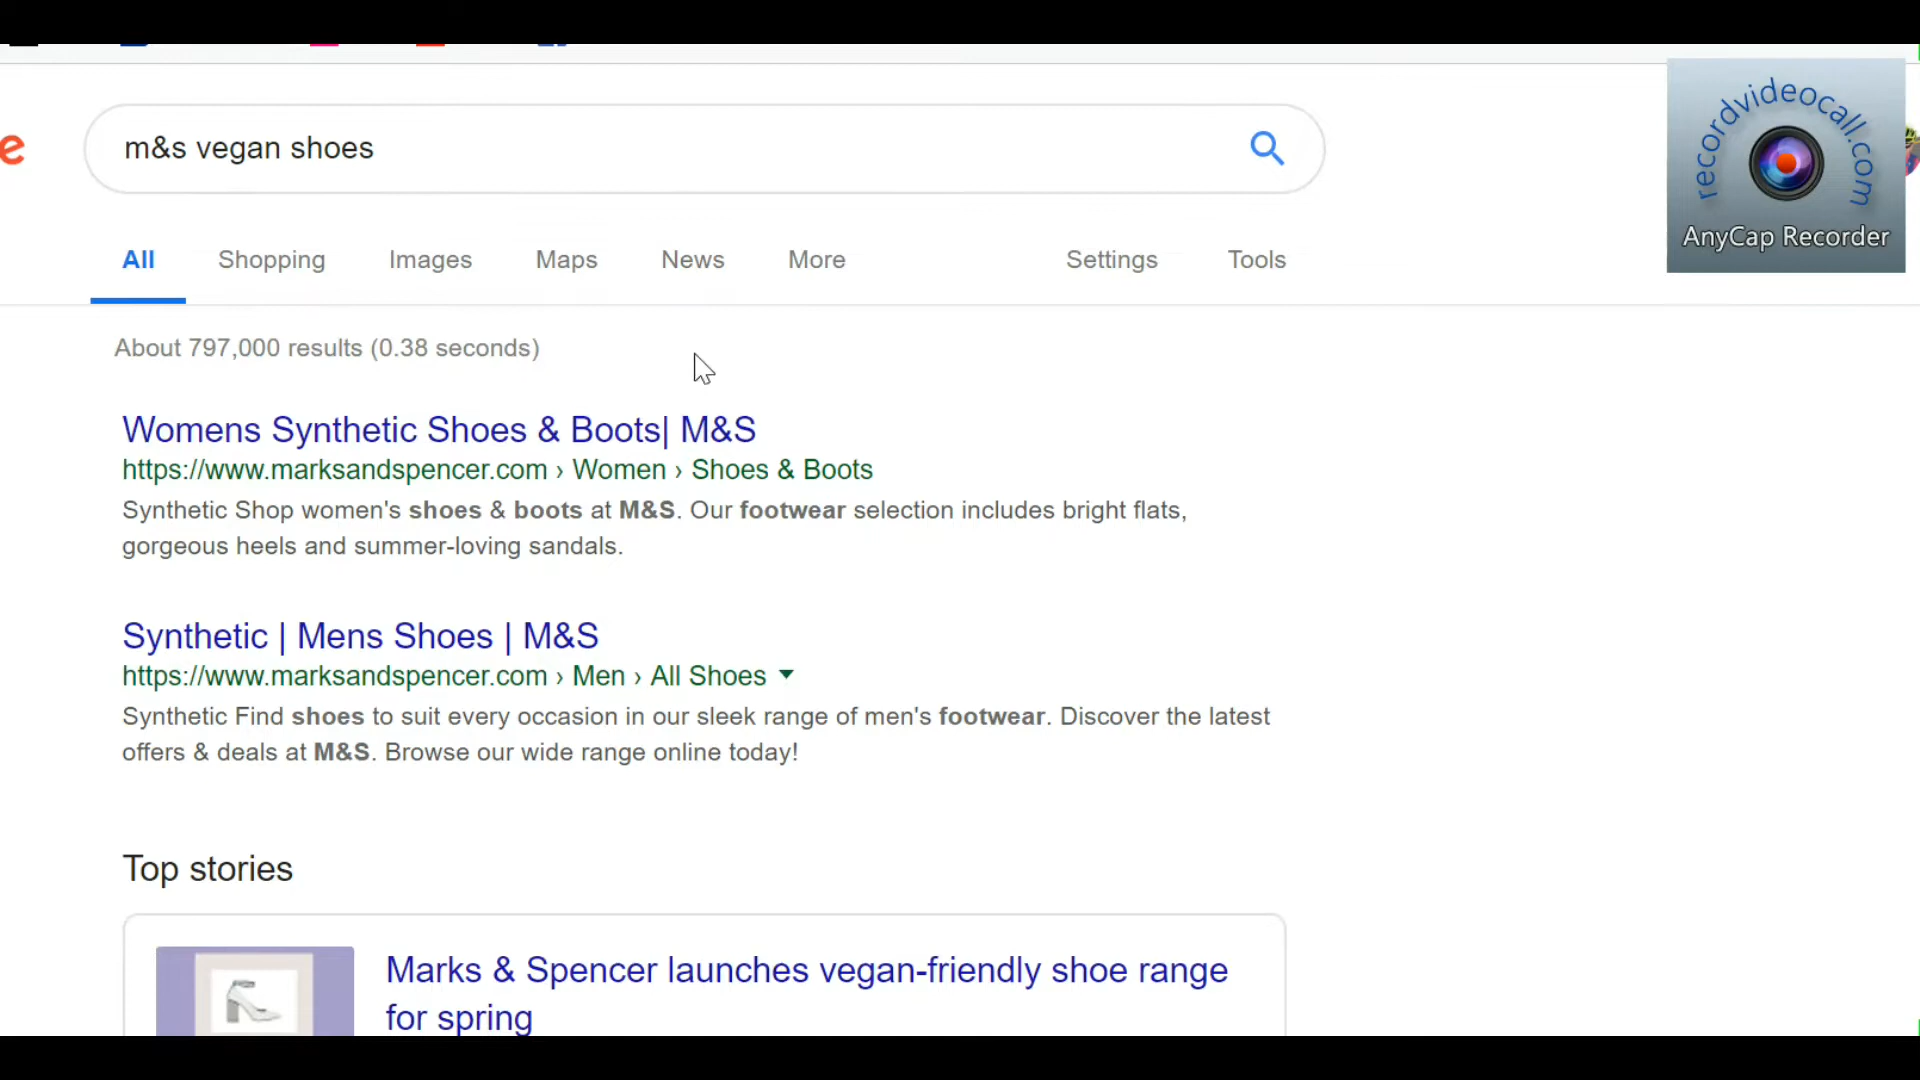 e
m&s vegan shoes
recordvideocall.com
AnyCap Recorder
All Shopping Images Maps News More Settings Tools
About 797,000 results (0.38 seconds)
Womens Synthetic Shoes & Boots| M&S
https://www.marksandspencer.com › Women › Shoes & Boots
Synthetic Shop women's shoes & boots at M&S. Our footwear selection includes bright flats,
gorgeous heels and summer-loving sandals.
Synthetic | Mens Shoes | M&S
https://www.marksandspencer.com › Men › All Shoes
Synthetic Find shoes to suit every occasion in our sleek range of men's footwear. Discover the latest
offers & deals at M&S. Browse our wide range online today!
Top stories
Marks & Spencer launches vegan-friendly shoe range
for spring